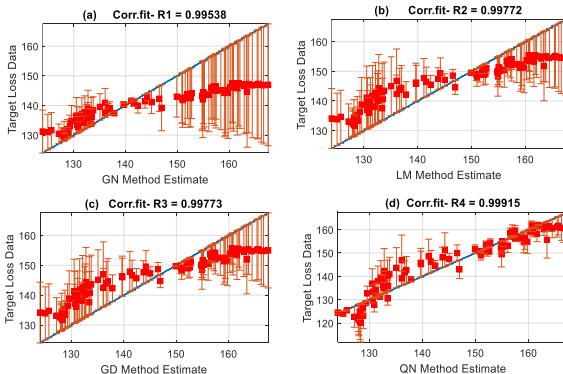 (a) Corr.fit- R1 = 0.99538
160
150
140
130
Target Loss Data
130 140 150 160
GN Method Estimate
(b) Corr.fit- R2 = 0.99772
160
150
140
130
Target Loss Data
130 140 150 160
LM Method Estimate
(c) Corr.fit- R3 = 0.99773
160
150
140
130
Target Loss Data
130 140 150 160
GD Method Estimate
(d) Corr.fit- R4 = 0.99915
160
150
140
130
120
Target Loss Data
130 140 150 160
QN Method Estimate